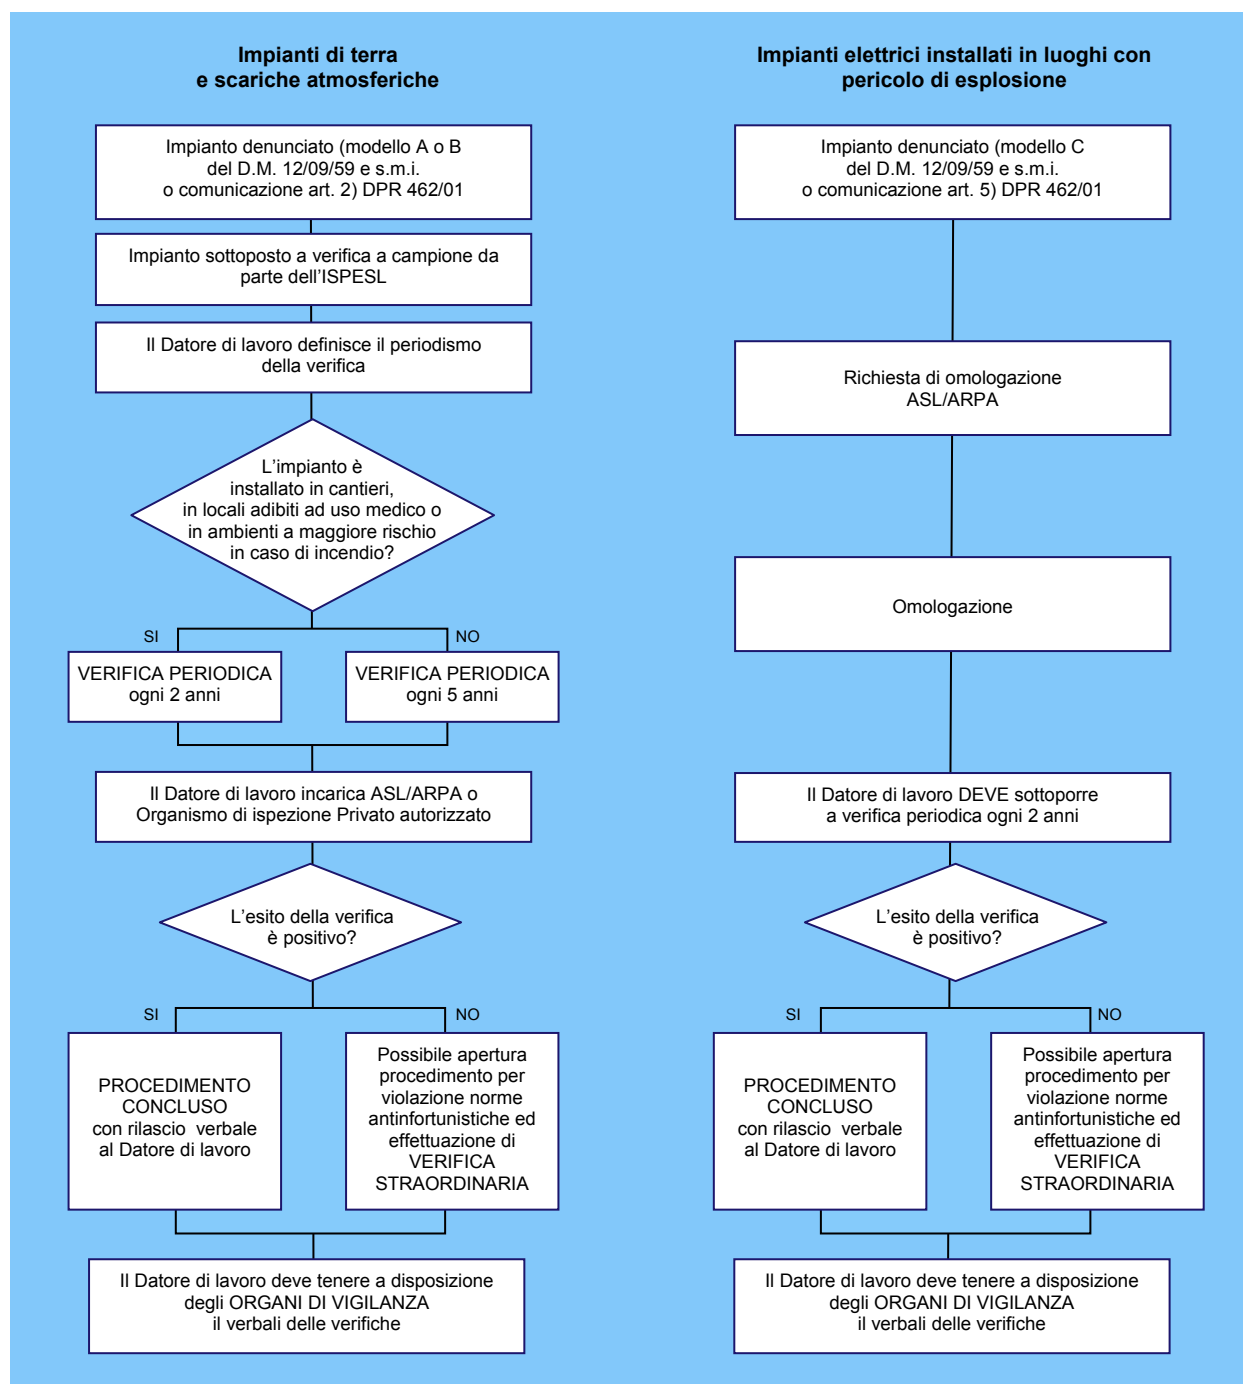 Impianti di terra
e scariche atmosferiche
Impianto denunciato (modello A o B
del D.M. 12/09/59 e s.m.i.
o comunicazione art. 2) DPR 462/01
Impianto sottoposto a verifica a campione da
parte dell'ISPESL
Il Datore di lavoro definisce il periodismo
della verifica
L'impianto è
installato in cantieri,
in locali adibiti ad uso medico o
in ambienti a maggiore rischio
in caso di incendio?
SI
NO
VERIFICA PERIODICA
ogni 2 anni
VERIFICA PERIODICA
ogni 5 anni
Il Datore di lavoro incarica ASL/ARPA o
Organismo di ispezione Privato autorizzato
L'esito della verifica
è positivo?
SI
NO
PROCEDIMENTO
CONCLUSO
con rilascio verbale
al Datore di lavoro
Possibile apertura
procedimento per
violazione norme
antinfortunistiche ed
effettuazione di
VERIFICA
STRAORDINARIA
Il Datore di lavoro deve tenere a disposizione
degli ORGANI DI VIGILANZA
il verbali delle verifiche
Impianti elettrici installati in luoghi con
pericolo di esplosione
Impianto denunciato (modello C
del D.M. 12/09/59 e s.m.i.
o comunicazione art. 5) DPR 462/01
Richiesta di omologazione
ASL/ARPA
Omologazione
Il Datore di lavoro DEVE sottoporre
a verifica periodica ogni 2 anni
L'esito della verifica
è positivo?
SI
NO
PROCEDIMENTO
CONCLUSO
con rilascio verbale
al Datore di lavoro
Possibile apertura
procedimento per
violazione norme
antinfortunistiche ed
effettuazione di
VERIFICA
STRAORDINARIA
Il Datore di lavoro deve tenere a disposizione
degli ORGANI DI VIGILANZA
il verbali delle verifiche